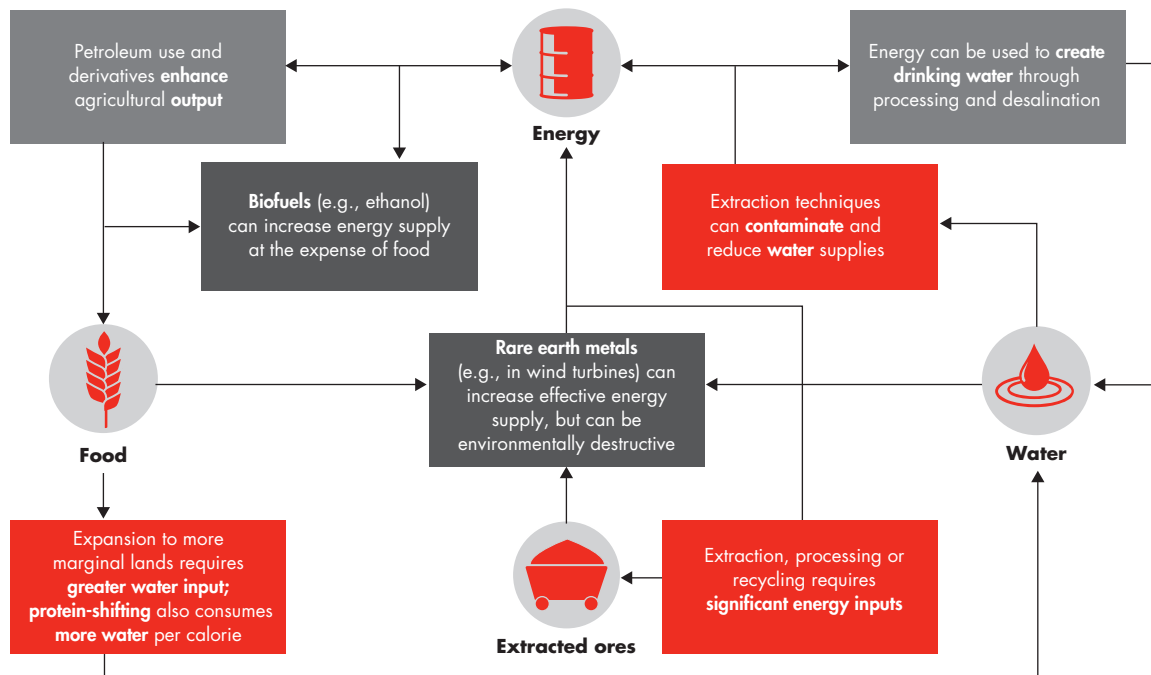 Petroleum use and
derivatives enhance
agricultural output
Energy
Energy can be used to create
drinking water through
processing and desalination
Biofuels (e.g., ethanol)
can increase energy supply
at the expense of food
Extraction techniques
can contaminate and
reduce water supplies
Food
Rare earth metals
(e.g., in wind turbines) can
increase effective energy
supply, but can be
environmentally destructive
Water
Expansion to more
marginal lands requires
greater water input;
protein-shifting also consumes
more water per calorie
Extracted ores
Extraction, processing or
recycling requires
significant energy inputs